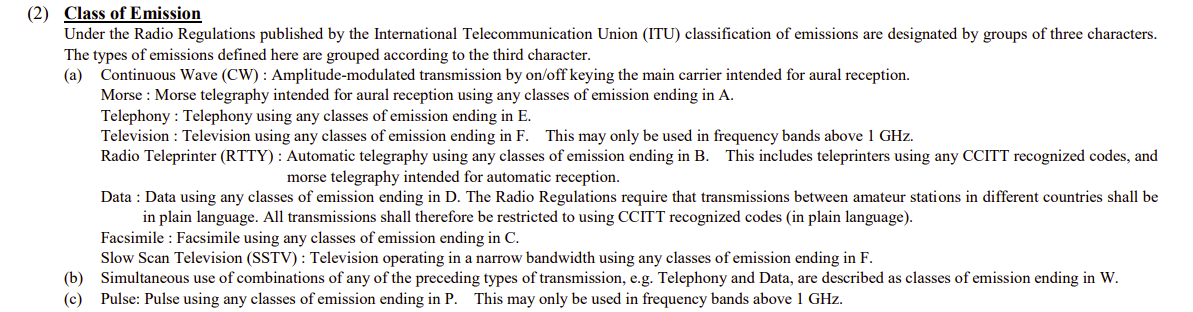 (2) Class of Emission
Under the Radio Regulations published by the International Telecommunication Union (ITU) classification of emissions are designated by groups of three characters.
The types of emissions defined here are grouped according to the third character.
(a) Continuous Wave (CW) : Amplitude-modulated transmission by on/off keying the main carrier intended for aural reception.
Morse : Morse telegraphy intended for aural reception using any classes of emission ending in A.
Telephony : Telephony using any classes of emission ending in E.
Television : Television using any classes of emission ending in F. This may only be used in frequency bands above 1 GHz.
Radio Teleprinter (RTTY) : Automatic telegraphy using any classes of emission ending in B. This includes teleprinters using any CCITT recognized codes, and
morse telegraphy intended for automatic reception.
Data : Data using any classes of emission ending in D. The Radio Regulations require that transmissions between amateur stations in different countries shall be
in plain language. All transmissions shall therefore be restricted to using CCITT recognized codes (in plain language).
Facsimile : Facsimile using any classes of emission ending in C.
Slow Scan Television (SSTV) : Television operating in a narrow bandwidth using any classes of emission ending in F.
(b) Simultaneous use of combinations of any of the preceding types of transmission, e.g. Telephony and Data, are described as classes of emission ending in W.
(c) Pulse: Pulse using any classes of emission ending in P. This may only be used in frequency bands above 1 GHz.